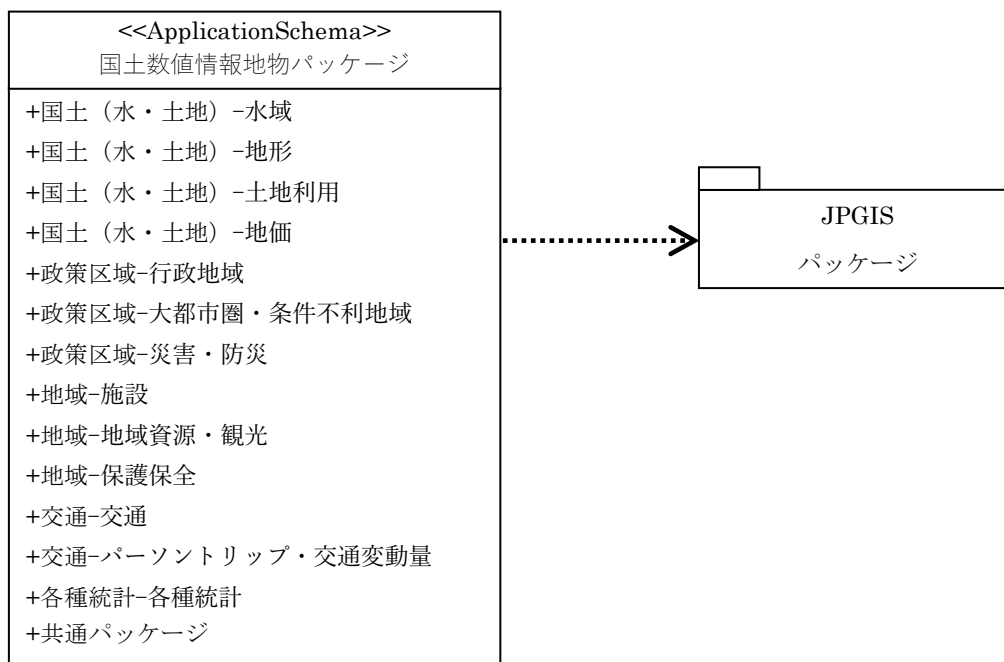 <<ApplicationSchema>>
国土数値情報地物パッケージ
+国土（水・土地）-水域
+国土（水・土地）-地形
+国土（水・土地）-土地利用
+国土（水・土地）-地価
+政策区域-行政地域
+政策区域-大都市圏・条件不利地域
+政策区域-災害・防災
+地域-施設
+地域-地域資源・観光
+地域-保護保全
+交通-交通
+交通-パーソントリップ・交通変動量
+各種統計-各種統計
+共通パッケージ
JPGIS
パッケージ